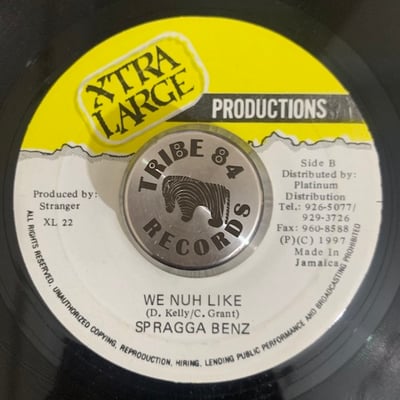 XTRA
LARGE
PRODUCTIONS
Produced by:
Stranger
XL 22
TRIBE 84
RECORDS
Side B
Distributed by:
Platinum
Distribution
Tel.: 926-5077/
929-3726
Fax: 960-8588
(P)(C) 1997
Made In
Jamaica
WE NUH LIKE
(D. Kelly/C. Grant)
SPRAGGA BENZ
ALL RIGHTS RESERVED, UNAUTHORIZED COPYING, REPRODUCTION, HIRING, LENDING PUBLIC PERFORMANCE AND BROADCASTING PROHIBITED